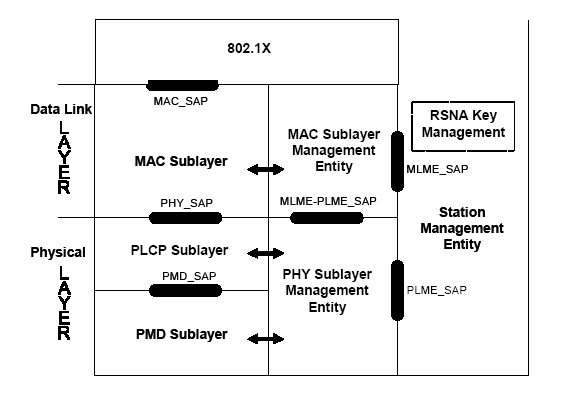 802.1X
MAC_SAP
Data Link
LAYER
MAC Sublayer
MAC Sublayer
Management
Entity
RSNA Key
Management
MLME_SAP
PHY_SAP
MLME-PLME_SAP
Station
Management
Entity
Physical
LAYER
PLCP Sublayer
PMD_SAP
PHY Sublayer
Management
Entity
PLME_SAP
PMD Sublayer